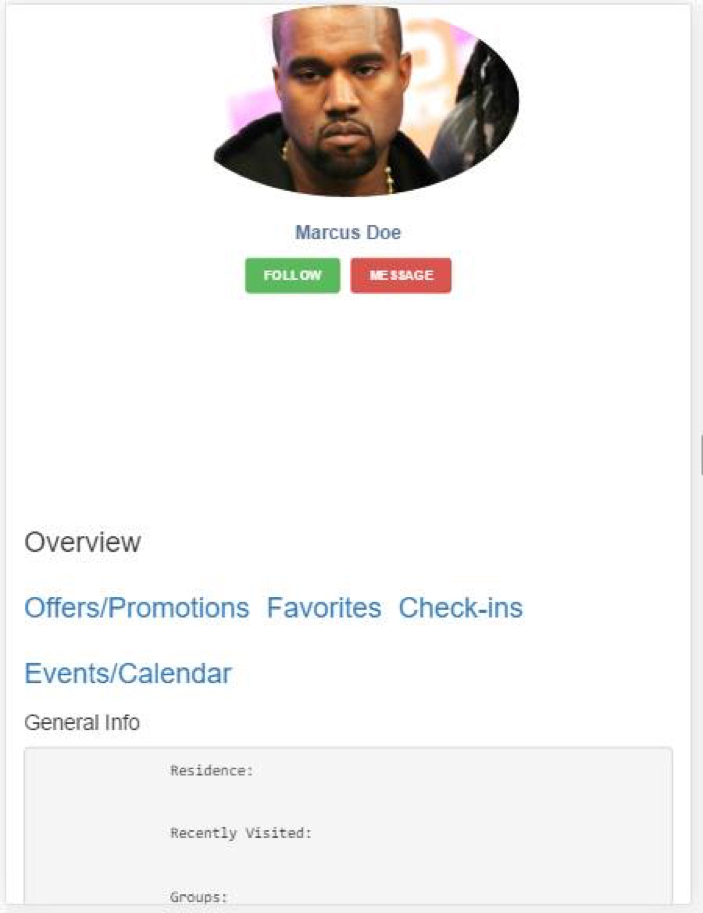 Marcus Doe
FOLLOW MESSAGE
Overview
Offers/Promotions Favorites Check-ins
Events/Calendar
General Info
Residence:
Recently Visited:
Groups: